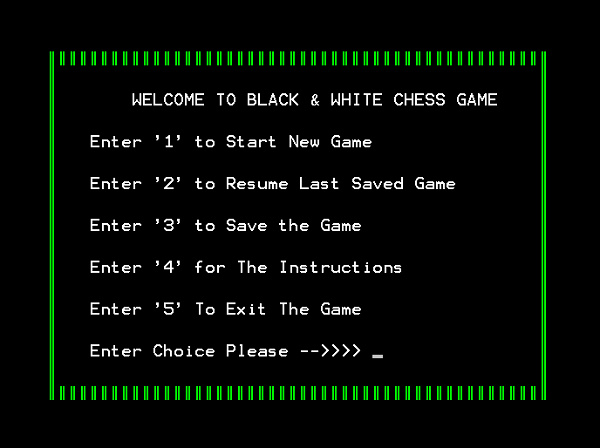 WELCOME TO BLACK & WHITE CHESS GAME
Enter '1' to Start New Game
Enter '2' to Resume Last Saved Game
Enter '3' to Save the Game
Enter '4' for The Instructions
Enter '5' To Exit The Game
Enter Choice Please -->>>> _